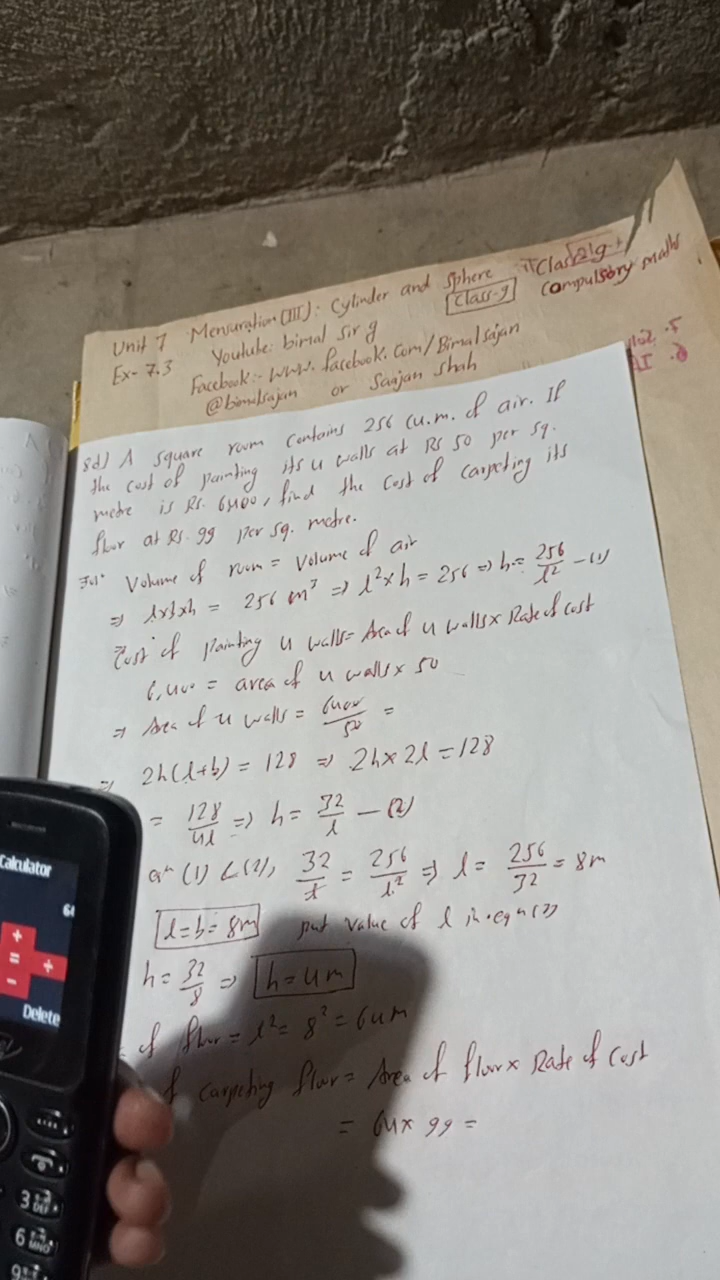 Unit 7 Mensuration (III): Cylinder and sphere
Ex-7.3 Youtube: bimal sir g Class-9 Compulsory maths
Facebook:- www.facebook.com/Bimalsajan
@bimalsajan or Saajan Shah
8d) A square room contains 256 cu.m. of air. If
the cost of painting its 4 walls at Rs 50 per sq.
metre is Rs. 6400, find the cost of carpeting its
floor at Rs. 99 per sq. metre.
Volume of room = Volume of air
⇒ l×l×h = 256 m³ ⇒ l²×h = 256 ⇒ h = 256/l² – (1)
Cost of painting 4 walls = Area of 4 walls × Rate of cost
6,400 = area of 4 walls × 50
⇒ Area of 4 walls = 6400/50 =
⇒ 2h(l+b) = 128 ⇒ 2h×2l = 128
= 128/4l ⇒ h = 32/l – (2)
eqⁿ (1) & (2), 32/l = 256/l² ⇒ l = 256/32 = 8m
l=b=8m put value of l in eqn (2)
h = 32/8 ⇒ h=4m
of floor = l² = 8² = 64m
of carpeting floor = Area of floor × Rate of cost
= 64×99 =
Calculator
64
+
=
÷
-
Delete
3 DEF
6 MNO
9